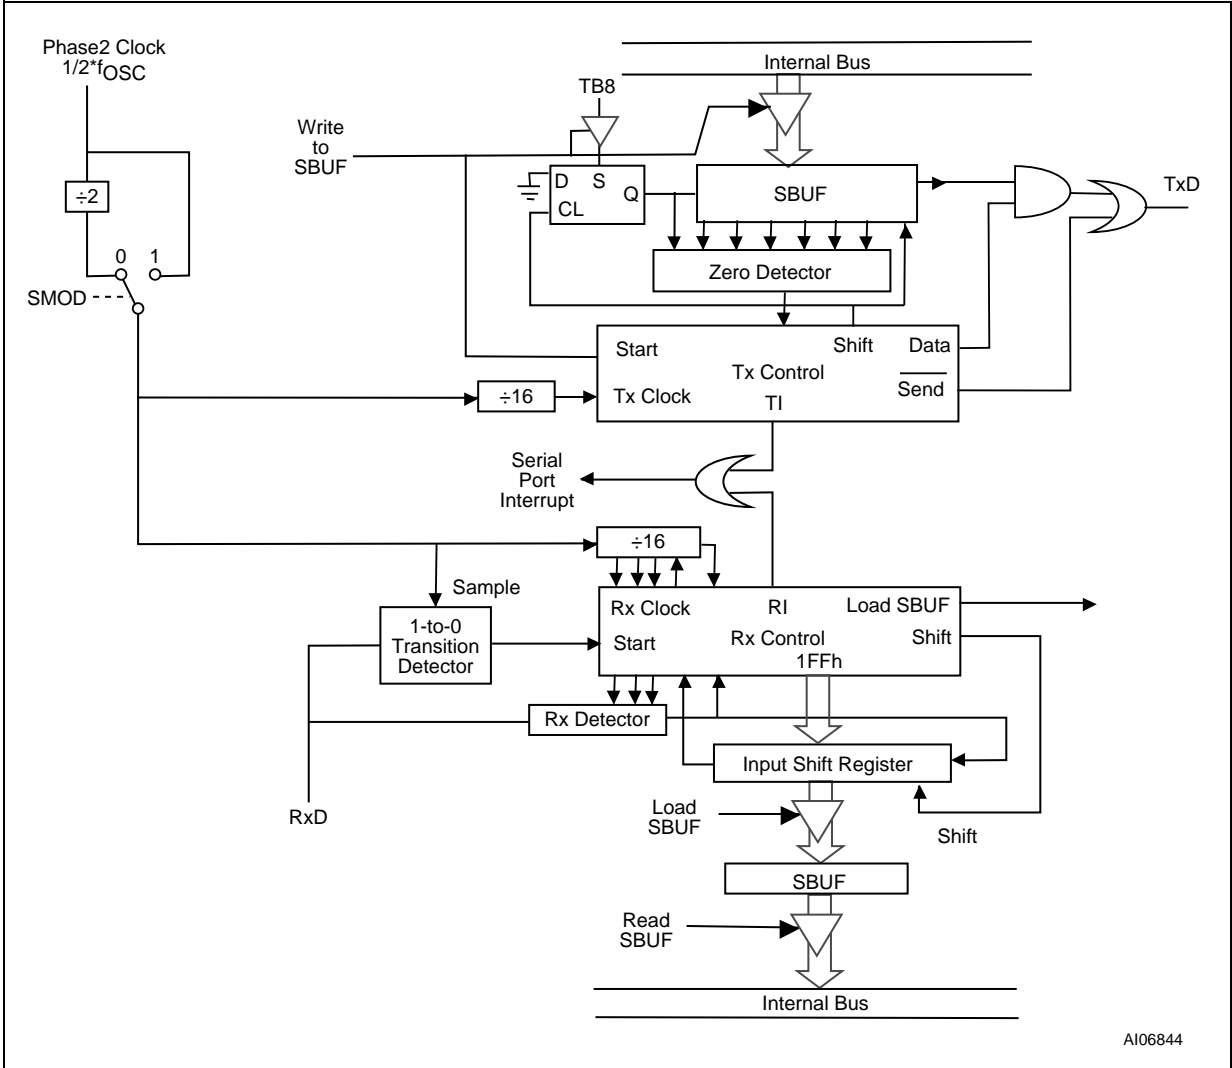 Phase2 Clock
1/2*fOSC
÷2
0 1
SMOD
Write
to
SBUF
TB8
Internal Bus
D S
Q
CL
SBUF
TxD
Zero Detector
Start
Shift
Data
Tx Control
Send
Tx Clock
TI
÷16
Serial
Port
Interrupt
÷16
Sample
1-to-0
Transition
Detector
Rx Clock
RI
Load SBUF
Start
Rx Control
Shift
1FFh
Rx Detector
Input Shift Register
RxD
Load
SBUF
Shift
SBUF
Read
SBUF
Internal Bus
AI06844